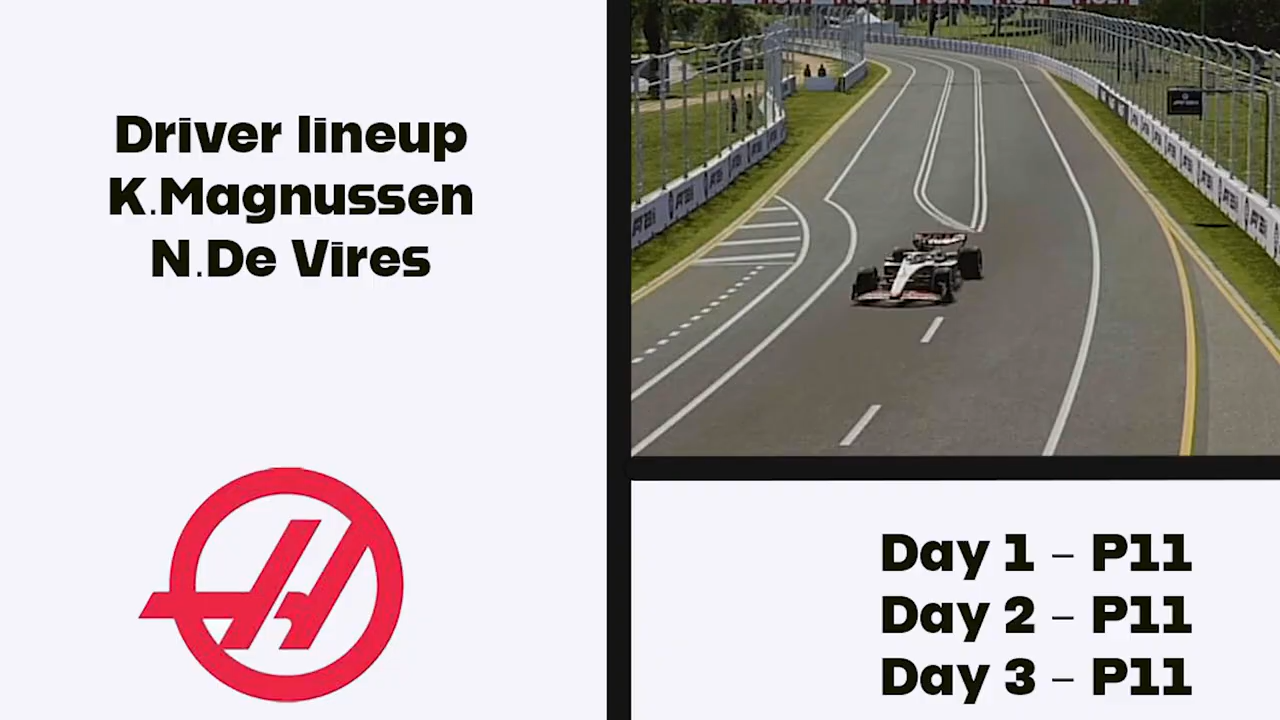 Driver lineup
K.Magnussen
N.De Vires
Day 1 – P11
Day 2 – P11
Day 3 – P11